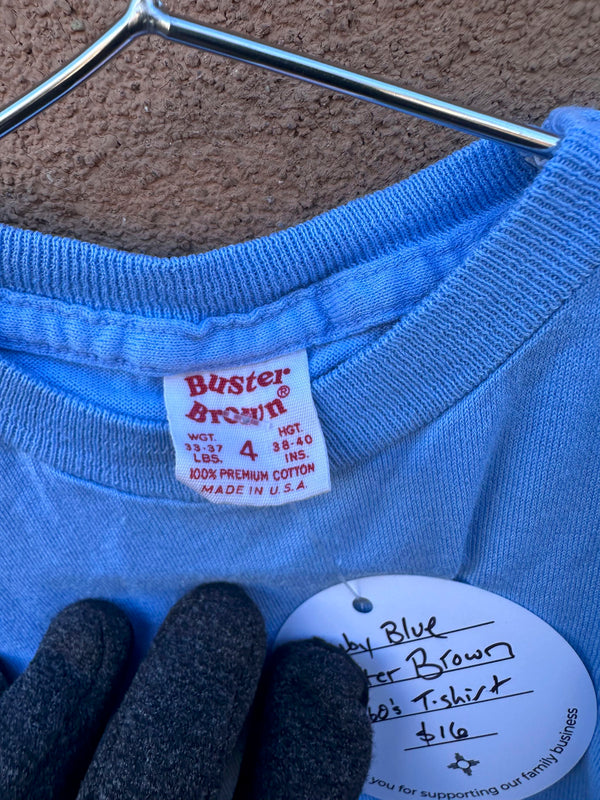 Buster
Brown®
WGT. HGT.
33-37 4 38-40
LBS. INS.
100% PREMIUM COTTON
MADE IN U.S.A.
Blue
Brown
60's T-shirt
$16
you for supporting our family business